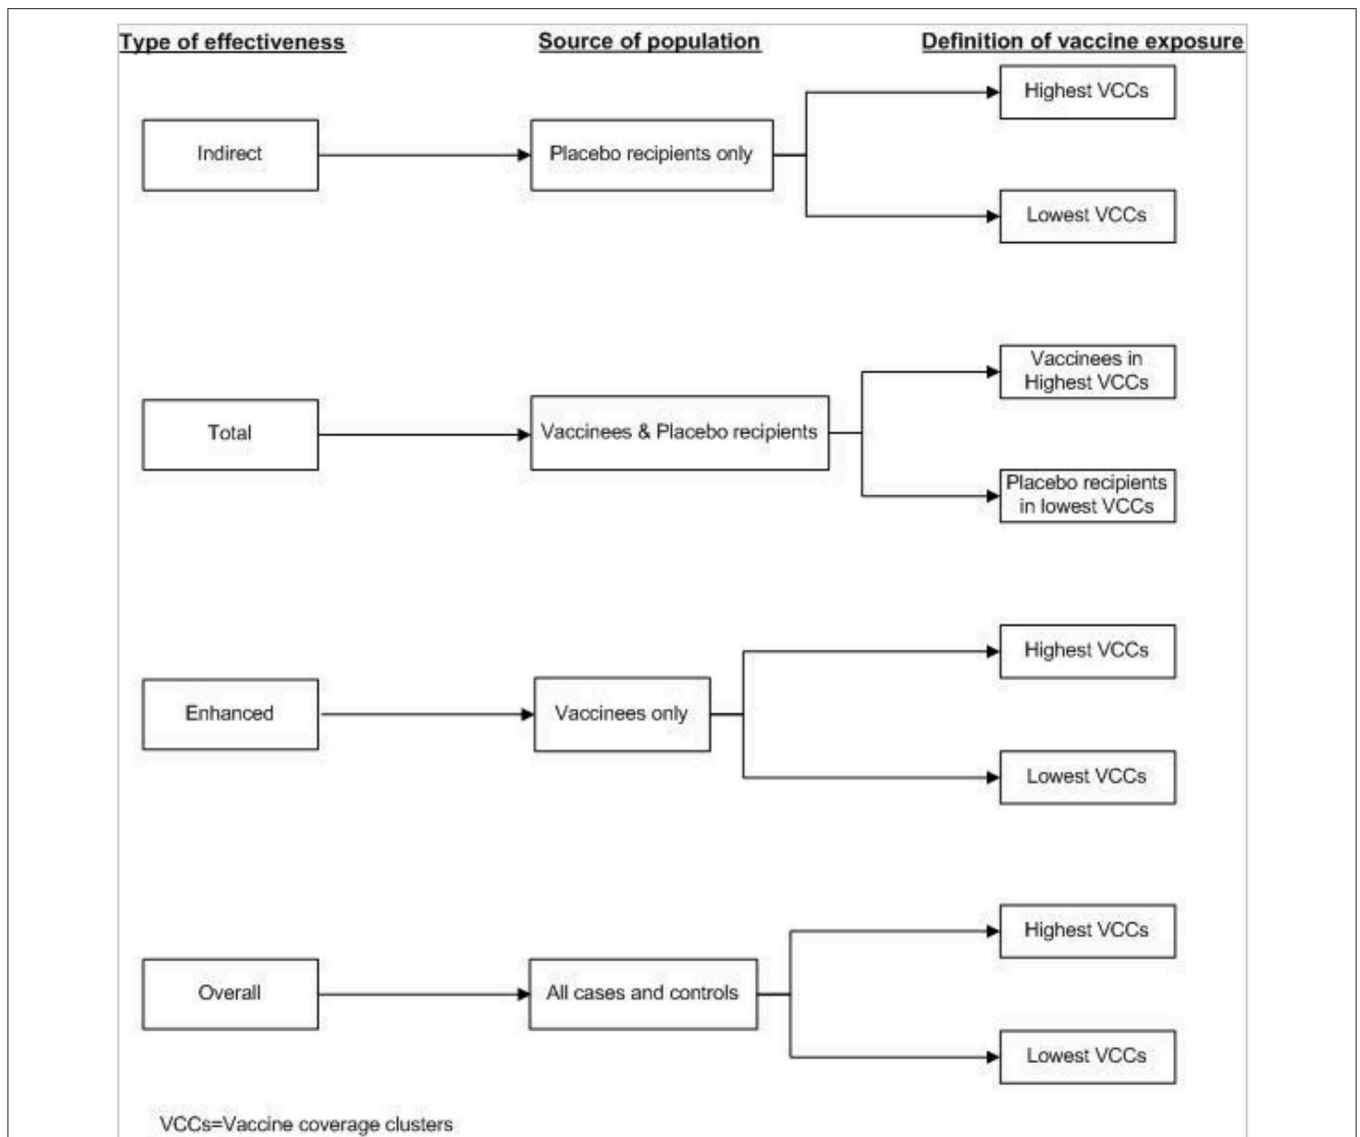 Type of effectiveness
Source of population
Definition of vaccine exposure
Indirect
Placebo recipients only
Highest VCCs
Lowest VCCs
Total
Vaccinees & Placebo recipients
Vaccinees in
Highest VCCs
Placebo recipients
in lowest VCCs
Enhanced
Vaccinees only
Highest VCCs
Lowest VCCs
Overall
All cases and controls
Highest VCCs
Lowest VCCs
VCCs=Vaccine coverage clusters